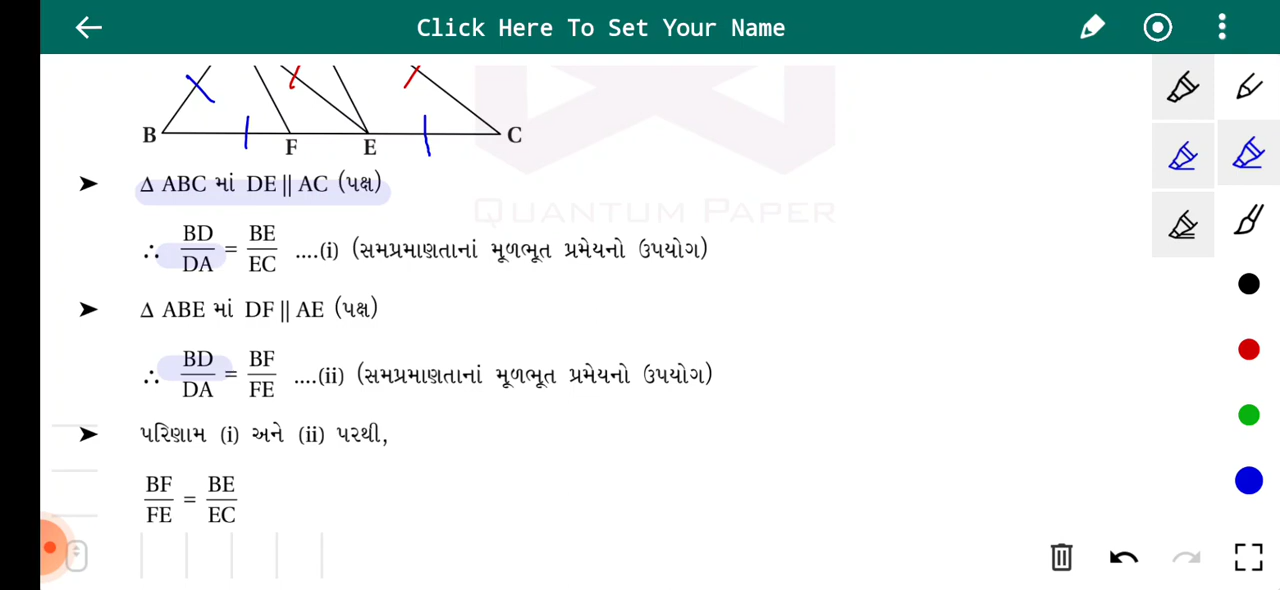 Click Here To Set Your Name
B F E C
➤ Δ ABC માં DE || AC (પક્ષ)
QUANTUM PAPER
∴ BD/DA = BE/EC ....(i) (સમપ્રમાણતાનાં મૂળભૂત પ્રમેયનો ઉપયોગ)
➤ Δ ABE માં DF || AE (પક્ષ)
∴ BD/DA = BF/FE ....(ii) (સમપ્રમાણતાનાં મૂળભૂત પ્રમેયનો ઉપયોગ)
➤ પરિણામ (i) અને (ii) પરથી,
BF/FE = BE/EC